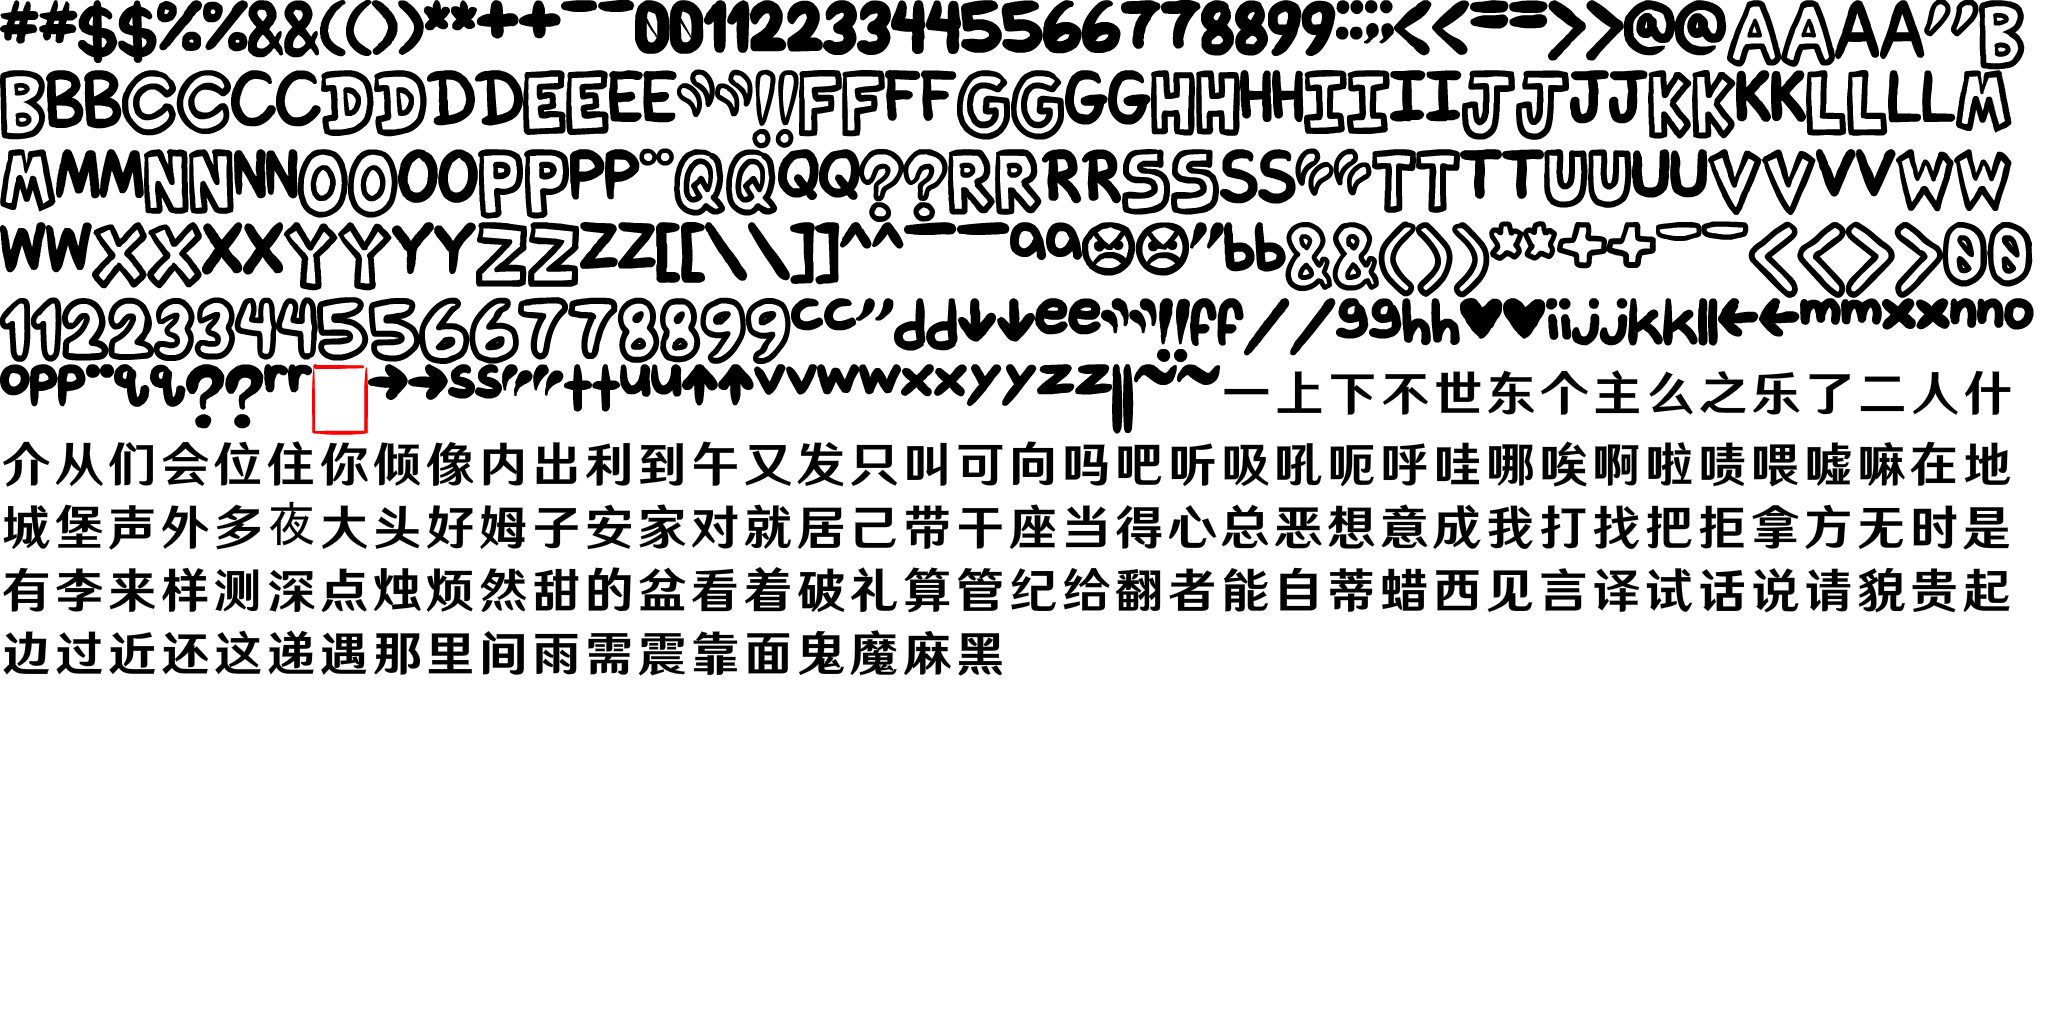 ##$$%%&&(())**++¯¯00112233445566778899::;;<<==>>@@AAAA''B
BBBCCCCDDDDEEEE""!!FFFFGGGGHHHHIIIIJJJJKKKKLLLLM
MMMNNNNOOOOPPPP¨¨QQQQ??RRRRSSSS""TTTTUUUUVVVVWW
WWXXXXYYYYZZZZ[[\\]]^^——aa😠😠''bb&&(())**++¯¯<<>>00
112233445566778899cc''dd↓↓ee""!!ff//gghh♥♥iijjkkll←←mmxxnno
opp¨¨qq??rr→→ss""ttuu↑↑vvwwxxyyzz||~~一上下不世东个主么之乐了二人什
介从们会位住你倾像内出利到午又发只叫可向吗吧听吸吼呃呼哇哪唉啊啦啧喂嘘嘛在地
城堡声外多夜大头好姆子安家对就居己带干座当得心总恶想意成我打找把拒拿方无时是
有李来样测深点烛烦然甜的盆看着破礼算管纪给翻者能自蒂蜡西见言译试话说请貌贵起
边过近还这递遇那里间雨需震靠面鬼魔麻黑